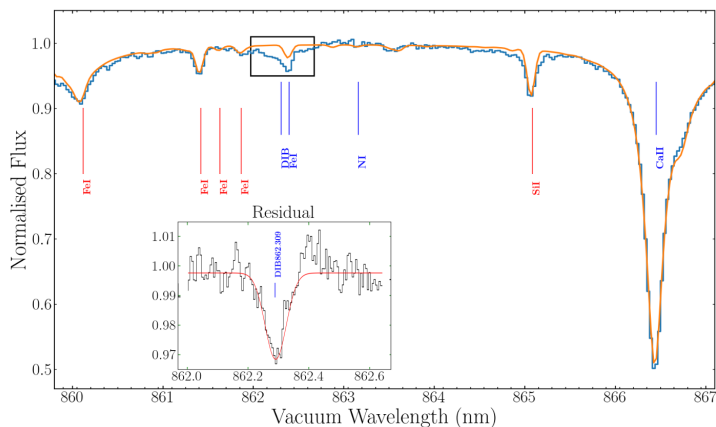 1.0
0.9
0.8
0.7
0.6
0.5
Normalised Flux
FeI
FeI
FeI
FeI
DIB
FeI
NI
SiI
CaII
Residual
DIB862.309
1.01
1.00
0.99
0.98
0.97
862.0
862.2
862.4
862.6
860
861
862
863
864
865
866
867
Vacuum Wavelength (nm)